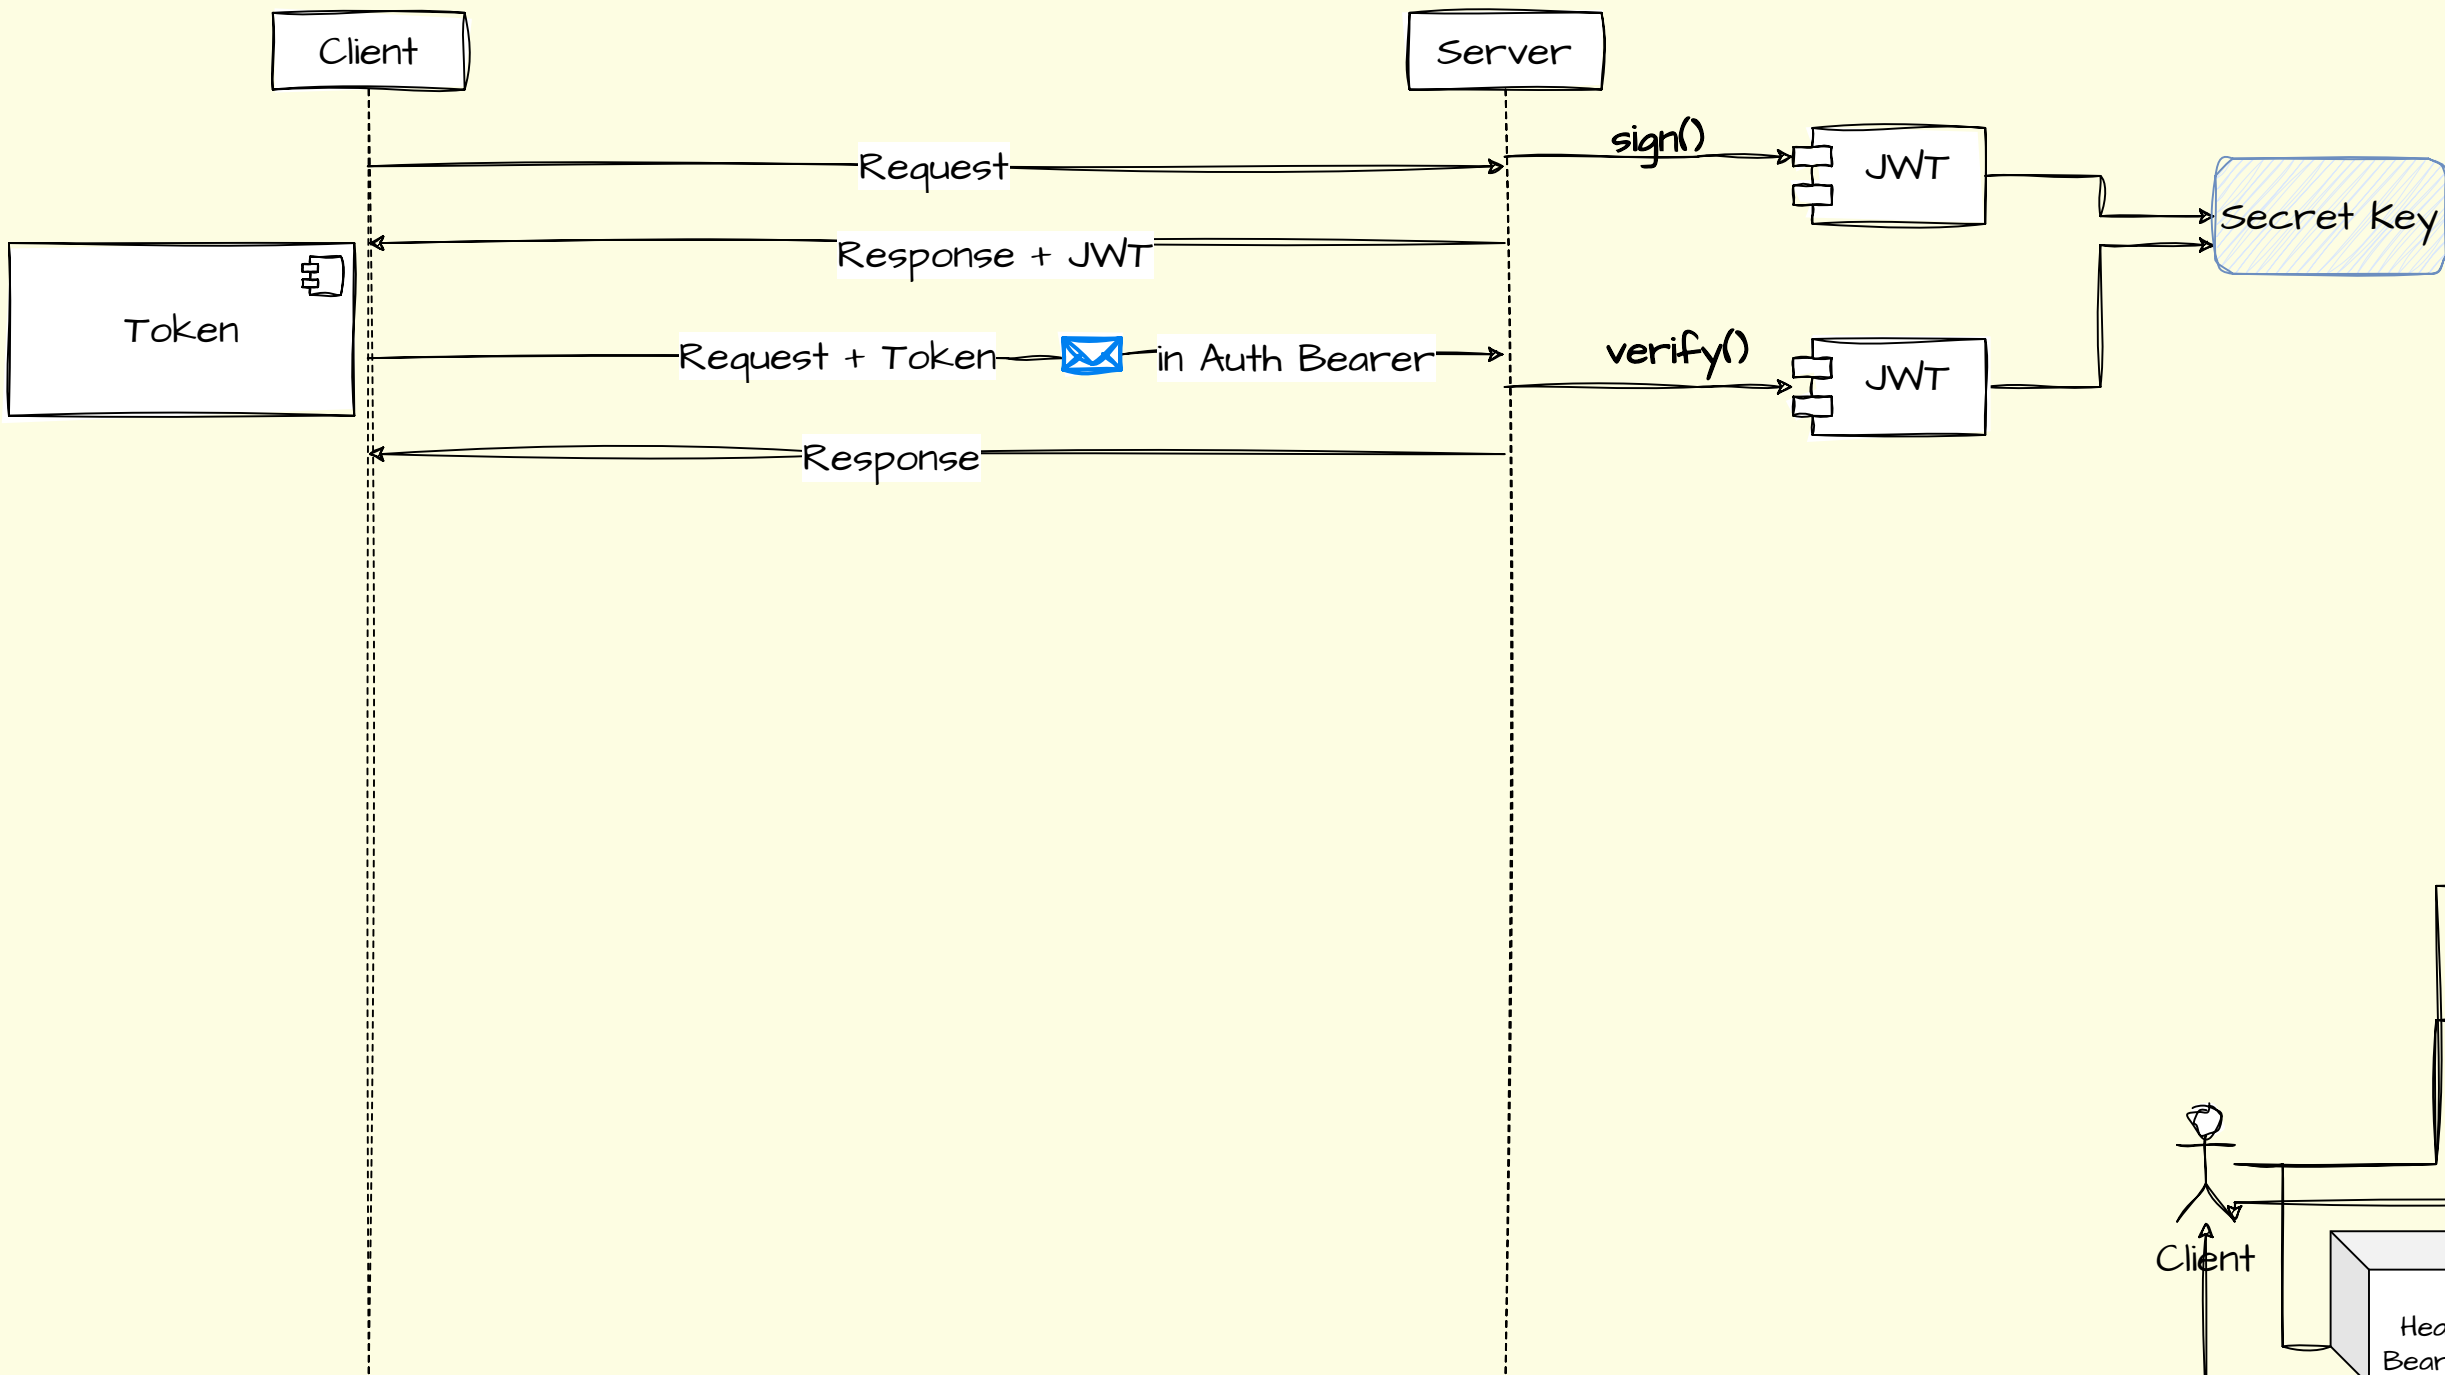 Client
Server
sign()
Request
JWT
Secret Key
Response + JWT
Token
Request + Token
in Auth Bearer
verify()
JWT
Response
Client